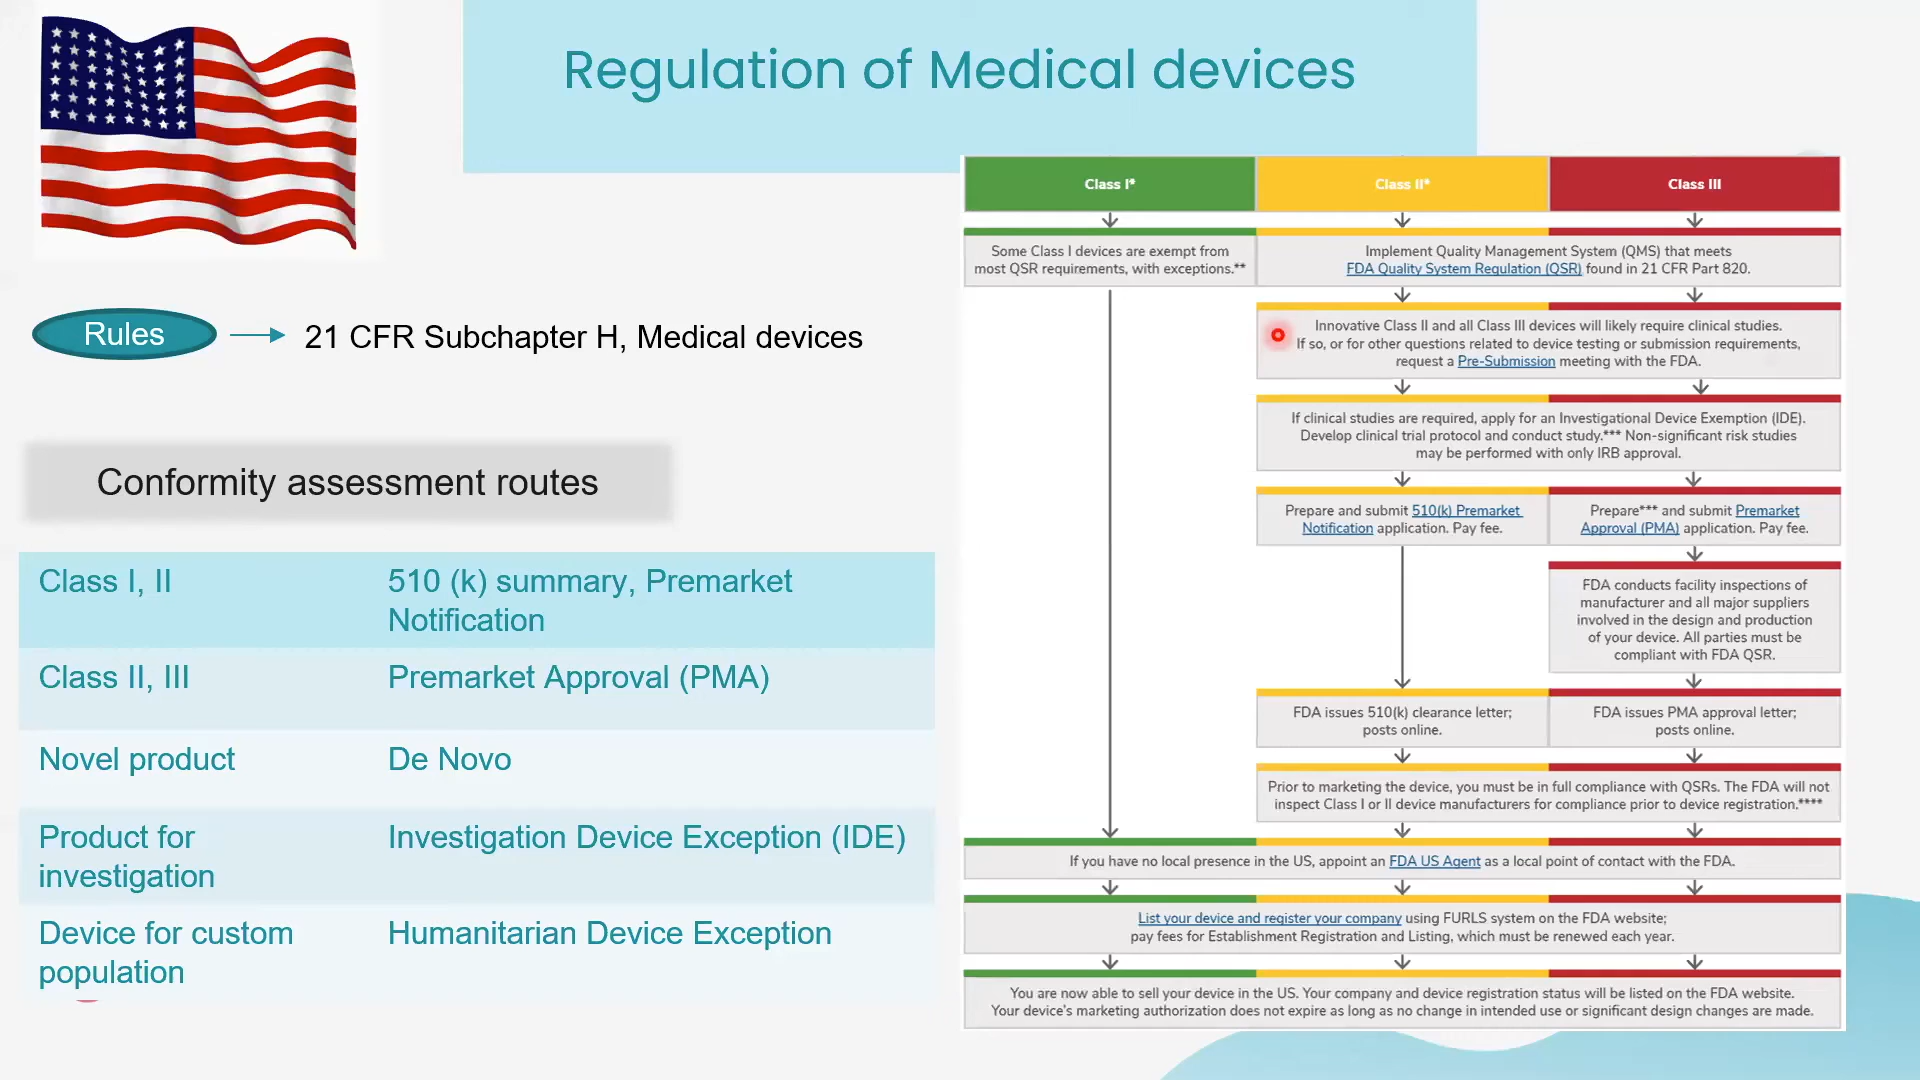 Regulation of Medical devices
Rules
21 CFR Subchapter H, Medical devices
Conformity assessment routes
Class I, II
510 (k) summary, Premarket
Notification
Class II, III
Premarket Approval (PMA)
Novel product
De Novo
Product for
investigation
Investigation Device Exception (IDE)
Device for custom
population
Humanitarian Device Exception
Class I*
Class II*
Class III
Some Class I devices are exempt from
most QSR requirements, with exceptions.**
Implement Quality Management System (QMS) that meets
FDA Quality System Regulation (QSR) found in 21 CFR Part 820.
Innovative Class II and all Class III devices will likely require clinical studies.
If so, or for other questions related to device testing or submission requirements,
request a Pre-Submission meeting with the FDA.
If clinical studies are required, apply for an Investigational Device Exemption (IDE).
Develop clinical trial protocol and conduct study.*** Non-significant risk studies
may be performed with only IRB approval.
Prepare and submit 510(k) Premarket
Notification application. Pay fee.
Prepare*** and submit Premarket
Approval (PMA) application. Pay fee.
FDA conducts facility inspections of
manufacturer and all major suppliers
involved in the design and production
of your device. All parties must be
compliant with FDA QSR.
FDA issues 510(k) clearance letter;
posts online.
FDA issues PMA approval letter;
posts online.
Prior to marketing the device, you must be in full compliance with QSRs. The FDA will not
inspect Class I or II device manufacturers for compliance prior to device registration.****
If you have no local presence in the US, appoint an FDA US Agent as a local point of contact with the FDA.
List your device and register your company using FURLS system on the FDA website;
pay fees for Establishment Registration and Listing, which must be renewed each year.
You are now able to sell your device in the US. Your company and device registration status will be listed on the FDA website.
Your device's marketing authorization does not expire as long as no change in intended use or significant design changes are made.